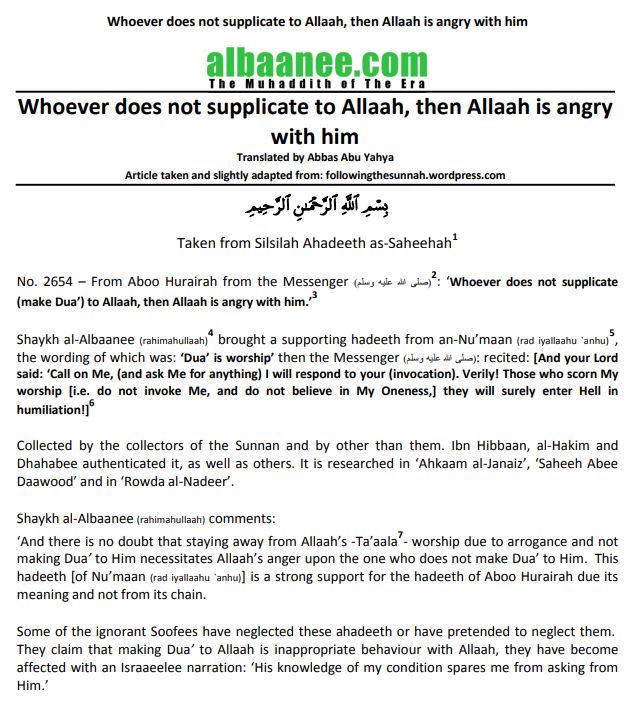 Whoever does not supplicate to Allaah, then Allaah is angry with him
albaanee.com
The Muhaddith of The Era
Whoever does not supplicate to Allaah, then Allaah is angry
with him
Translated by Abbas Abu Yahya
Article taken and slightly adapted from: followingthesunnah.wordpress.com
بِسْمِ ٱللَّهِ ٱلرَّحْمَٰنِ ٱلرَّحِيمِ
Taken from Silsilah Ahadeeth as-Saheehah1
No. 2654 – From Aboo Hurairah from the Messenger (صلى الله عليه وسلم)2: ‘Whoever does not supplicate
(make Dua’) to Allaah, then Allaah is angry with him.’3
Shaykh al-Albaanee (rahimahullaah)4 brought a supporting hadeeth from an-Nu’maan (rad iyallaahu `anhu)5,
the wording of which was: ‘Dua’ is worship’ then the Messenger (صلى الله عليه وسلم): recited: [And your Lord
said: ‘Call on Me, (and ask Me for anything) I will respond to your (invocation). Verily! Those who scorn My
worship [i.e. do not invoke Me, and do not believe in My Oneness,] they will surely enter Hell in
humiliation!]6
Collected by the collectors of the Sunnan and by other than them. Ibn Hibbaan, al-Hakim and
Dhahabee authenticated it, as well as others. It is researched in ‘Ahkaam al-Janaiz’, ‘Saheeh Abee
Daawood’ and in ‘Rowda al-Nadeer’.
Shaykh al-Albaanee (rahimahullaah) comments:
‘And there is no doubt that staying away from Allaah’s -Ta’aala7- worship due to arrogance and not
making Dua’ to Him necessitates Allaah’s anger upon the one who does not make Dua’ to Him. This
hadeeth [of Nu’maan (rad iyallaahu `anhu)] is a strong support for the hadeeth of Aboo Hurairah due its
meaning and not from its chain.
Some of the ignorant Soofees have neglected these ahadeeth or have pretended to neglect them.
They claim that making Dua’ to Allaah is inappropriate behaviour with Allaah, they have become
affected with an Israaeelee narration: ‘His knowledge of my condition spares me from asking from
Him.’